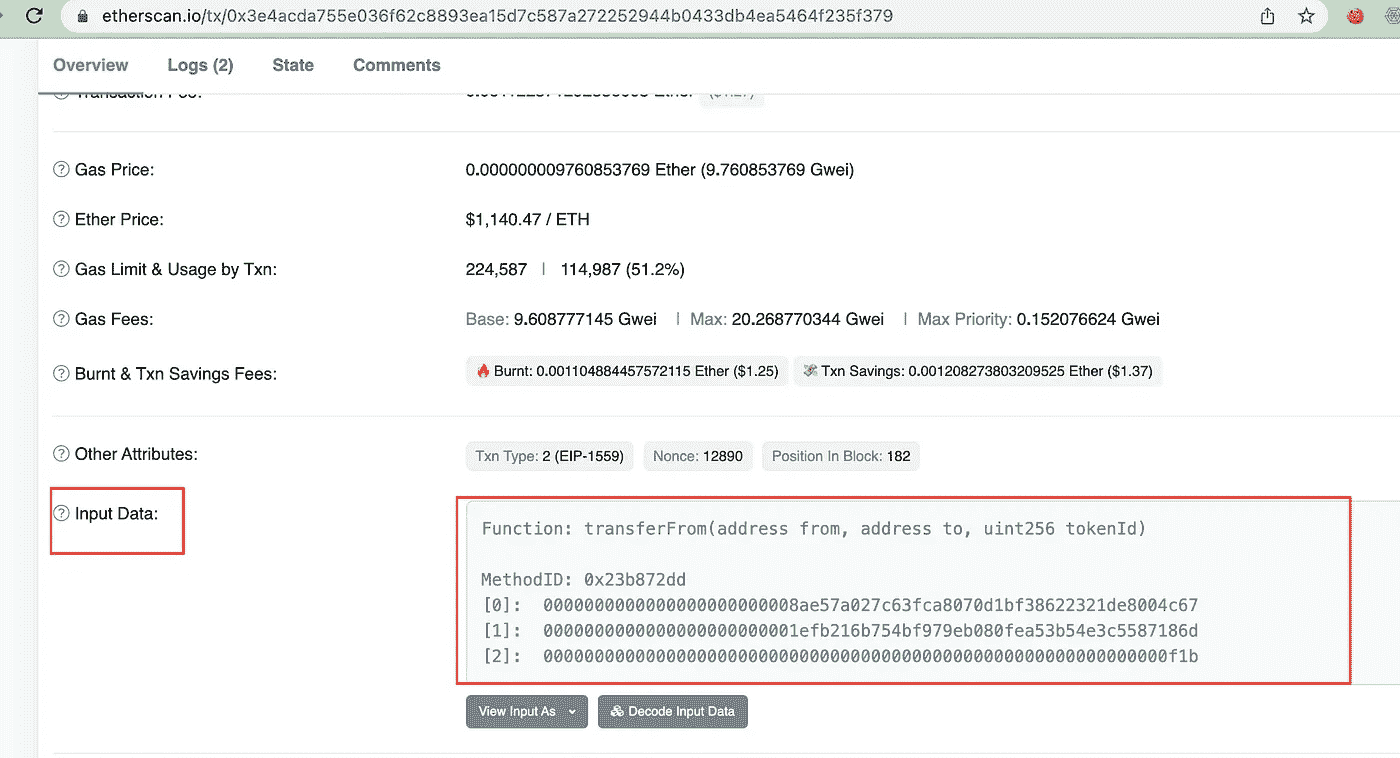 etherscan.io/tx/0x3e4acda755e036f62c8893ea15d7c587a272252944b0433db4ea5464f235f379
Overview Logs (2) State Comments
Transaction Fee: Ether ($1.27)
Gas Price: 0.000000009760853769 Ether (9.760853769 Gwei)
Ether Price: $1,140.47 / ETH
Gas Limit & Usage by Txn: 224,587 | 114,987 (51.2%)
Gas Fees: Base: 9.608777145 Gwei | Max: 20.268770344 Gwei | Max Priority: 0.152076624 Gwei
Burnt & Txn Savings Fees: Burnt: 0.001104884457572115 Ether ($1.25) Txn Savings: 0.001208273803209525 Ether ($1.37)
Other Attributes: Txn Type: 2 (EIP-1559) Nonce: 12890 Position In Block: 182
Input Data:
Function: transferFrom(address from, address to, uint256 tokenId)
MethodID: 0x23b872dd
[0]: 0000000000000000000000008ae57a027c63fca8070d1bf38622321de8004c67
[1]: 0000000000000000000000001efb216b754bf979eb080fea53b54e3c5587186d
[2]: 0000000000000000000000000000000000000000000000000000000000000f1b
View Input As Decode Input Data